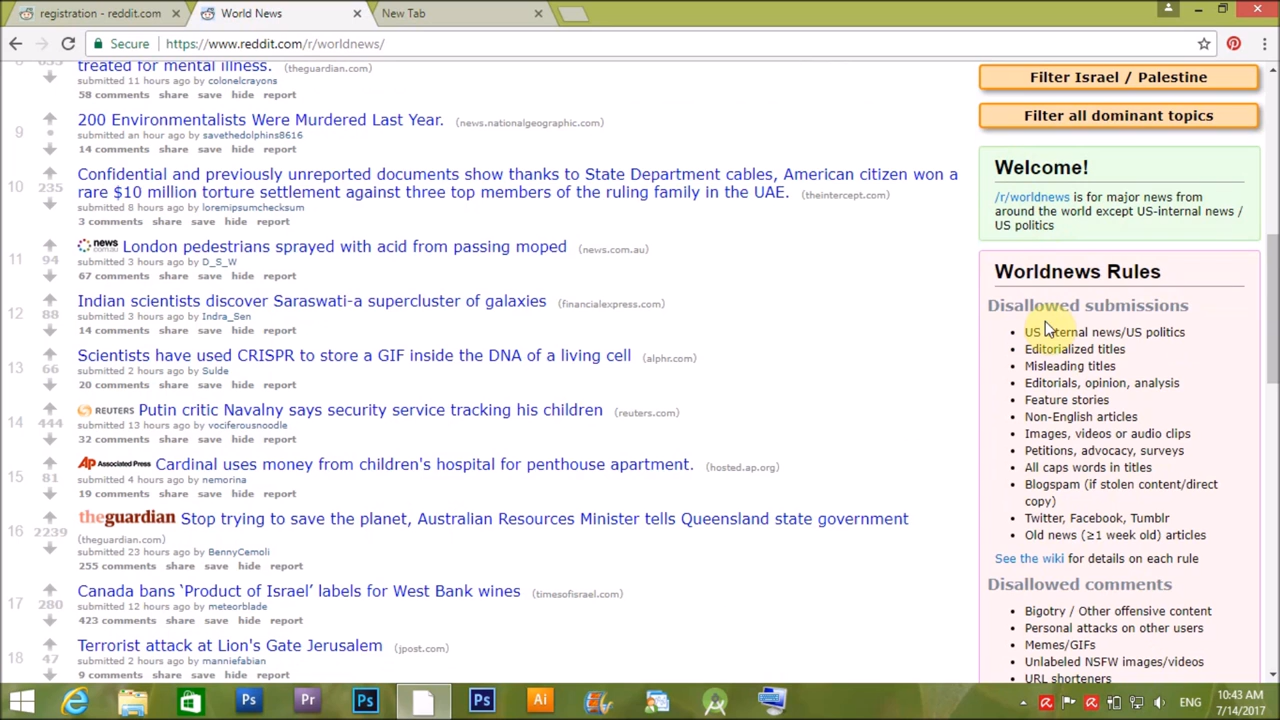 registration - reddit.com
World News
New Tab
Secure
https://www.reddit.com/r/worldnews/
treated for mental illness. (theguardian.com)
submitted 11 hours ago by colonelcrayons
58 comments share save hide report
9
200 Environmentalists Were Murdered Last Year. (news.nationalgeographic.com)
submitted an hour ago by savethedolphins8616
14 comments share save hide report
10
235
Confidential and previously unreported documents show thanks to State Department cables, American citizen won a
rare $10 million torture settlement against three top members of the ruling family in the UAE. (theintercept.com)
submitted 8 hours ago by loremipsumchecksum
3 comments share save hide report
11
94
news
London pedestrians sprayed with acid from passing moped (news.com.au)
submitted 3 hours ago by D_S_W
67 comments share save hide report
12
88
Indian scientists discover Saraswati-a supercluster of galaxies (financialexpress.com)
submitted 3 hours ago by Indra_Sen
14 comments share save hide report
13
66
Scientists have used CRISPR to store a GIF inside the DNA of a living cell (alphr.com)
submitted 2 hours ago by Sulde
20 comments share save hide report
14
444
REUTERS Putin critic Navalny says security service tracking his children (reuters.com)
submitted 13 hours ago by vociferousnoodle
32 comments share save hide report
15
81
AP Associated Press Cardinal uses money from children's hospital for penthouse apartment. (hosted.ap.org)
submitted 4 hours ago by nemorina
19 comments share save hide report
16
2239
theguardian Stop trying to save the planet, Australian Resources Minister tells Queensland state government
(theguardian.com)
submitted 23 hours ago by BennyCemoli
255 comments share save hide report
17
280
Canada bans 'Product of Israel' labels for West Bank wines (timesofisrael.com)
submitted 12 hours ago by meteorblade
423 comments share save hide report
18
47
Terrorist attack at Lion's Gate Jerusalem (jpost.com)
submitted 2 hours ago by manniefabian
9 comments share save hide report
Filter Israel / Palestine
Filter all dominant topics
Welcome!
/r/worldnews is for major news from
around the world except US-internal news /
US politics
Worldnews Rules
Disallowed submissions
US internal news/US politics
Editorialized titles
Misleading titles
Editorials, opinion, analysis
Feature stories
Non-English articles
Images, videos or audio clips
Petitions, advocacy, surveys
All caps words in titles
Blogspam (if stolen content/direct
copy)
Twitter, Facebook, Tumblr
Old news (≥1 week old) articles
See the wiki for details on each rule
Disallowed comments
Bigotry / Other offensive content
Personal attacks on other users
Memes/GIFs
Unlabeled NSFW images/videos
URL shorteners
Ps
Pr
Ps
Ps
Ai
ENG
10:43 AM
7/14/2017